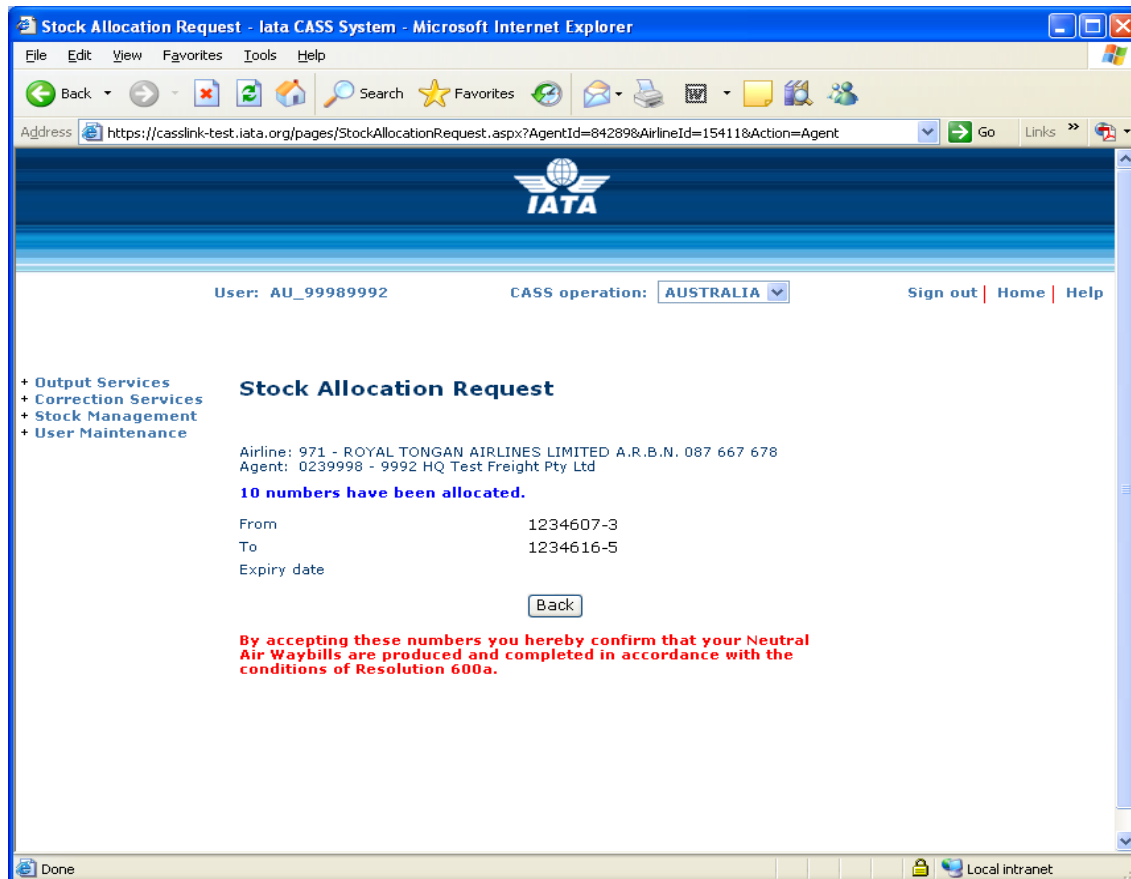 Stock Allocation Request - Iata CASS System - Microsoft Internet Explorer
File Edit View Favorites Tools Help
Back Search Favorites
Address https://casslink-test.iata.org/pages/StockAllocationRequest.aspx?AgentId=84289&AirlineId=15411&Action=Agent Go Links »
IATA
User: AU_99989992 CASS operation: AUSTRALIA Sign out | Home | Help
+ Output Services
+ Correction Services
+ Stock Management
+ User Maintenance
Stock Allocation Request
Airline: 971 - ROYAL TONGAN AIRLINES LIMITED A.R.B.N. 087 667 678
Agent: 0239998 - 9992 HQ Test Freight Pty Ltd
10 numbers have been allocated.
From 1234607-3
To 1234616-5
Expiry date
Back
By accepting these numbers you hereby confirm that your Neutral
Air Waybills are produced and completed in accordance with the
conditions of Resolution 600a.
Done Local intranet